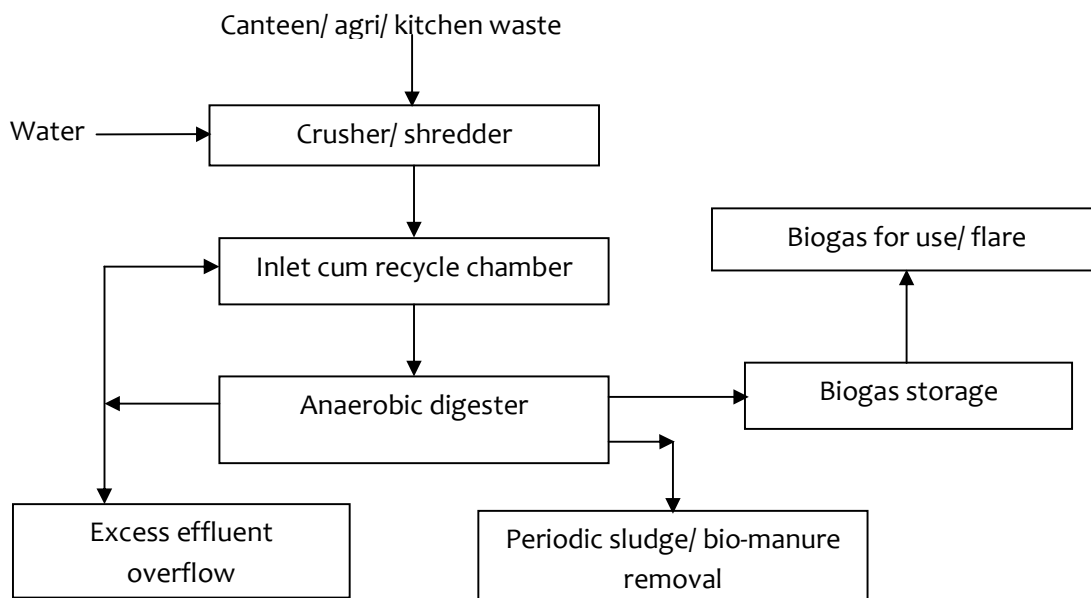 Canteen/ agri/ kitchen waste
Water
Crusher/ shredder
Biogas for use/ flare
Inlet cum recycle chamber
Biogas storage
Anaerobic digester
Excess effluent
overflow
Periodic sludge/ bio-manure
removal